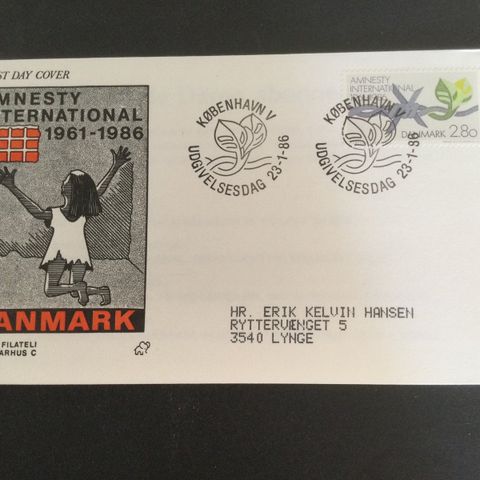 ST DAY COVER
MNESTY
NTERNATIONAL
1961-1986
ANMARK
FILATELI
ARHUS C
KØBENHAVN V
UDGIVELSESDAG 23-1-86
AMNESTY
INTERNATIONAL
DANMARK 2.80
KØBENHAVN V
UDGIVELSESDAG 23-1-86
HR. ERIK KELVIN HANSEN
RYTTERVÆNGET 5
3540 LYNGE